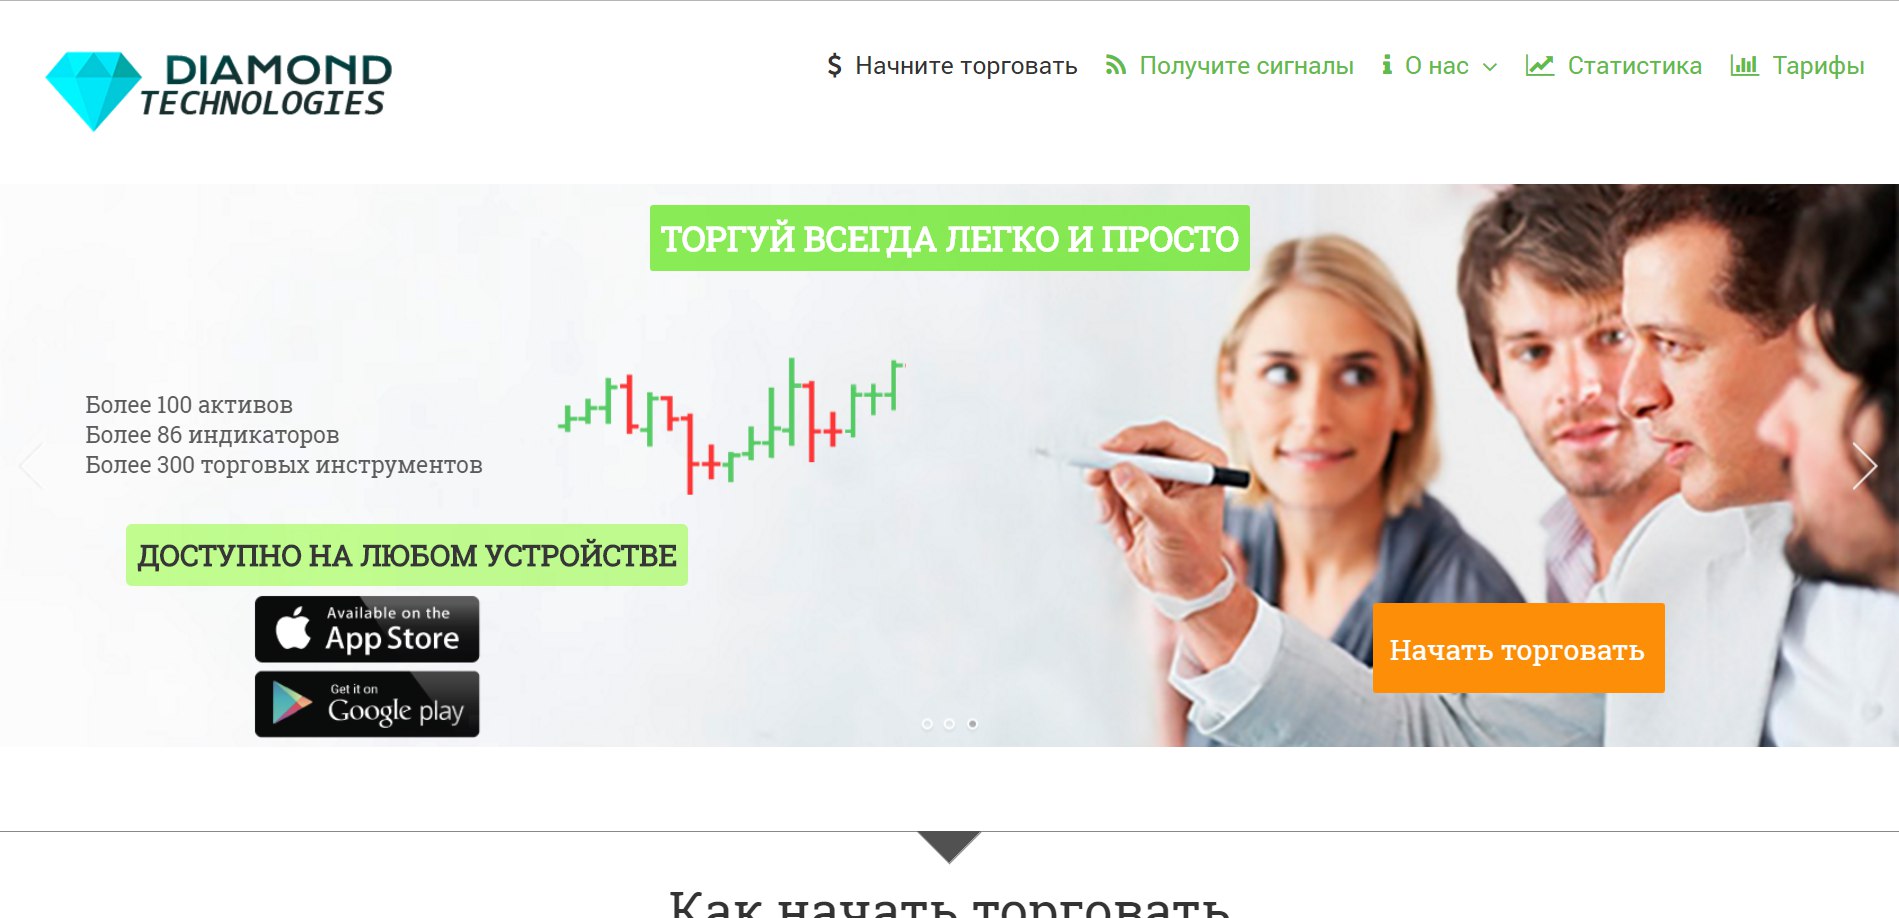 DIAMOND
TECHNOLOGIES
Начните торговать
Получите сигналы
О нас
Статистика
Тарифы
ТОРГУЙ ВСЕГДА ЛЕГКО И ПРОСТО
Более 100 активов
Более 86 индикаторов
Более 300 торговых инструментов
ДОСТУПНО НА ЛЮБОМ УСТРОЙСТВЕ
Available on the
App Store
Get it on
Google play
Начать торговать
Как начать торговать